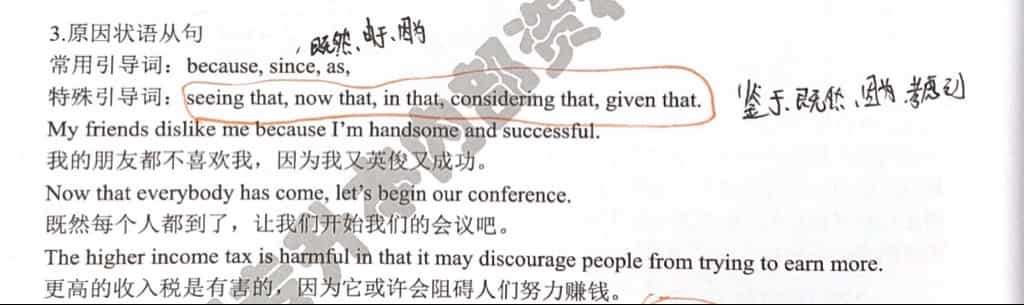 3.原因状语从句
，既然、由于、因为
常用引导词：because, since, as,
特殊引导词：seeing that, now that, in that, considering that, given that.
鉴于、既然、因为、考虑到
My friends dislike me because I'm handsome and successful.
我的朋友都不喜欢我，因为我又英俊又成功。
Now that everybody has come, let's begin our conference.
既然每个人都到了，让我们开始我们的会议吧。
The higher income tax is harmful in that it may discourage people from trying to earn more.
更高的收入税是有害的，因为它或许会阻碍人们努力赚钱。